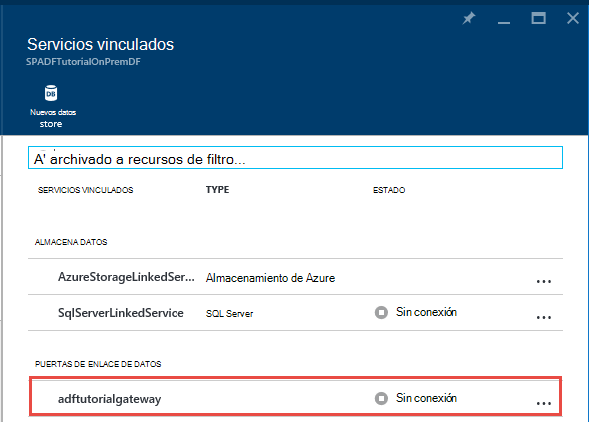 Servicios vinculados
SPADFTutorialOnPremDF
DB
Nuevos datos
store
A' archivado a recursos de filtro...
SERVICIOS VINCULADOS TYPE ESTADO
ALMACENA DATOS
AzureStorageLinkedSer... Almacenamiento de Azure ...
SqlServerLinkedService SQL Server Sin conexión ...
PUERTAS DE ENLACE DE DATOS
adftutorialgateway Sin conexión ...